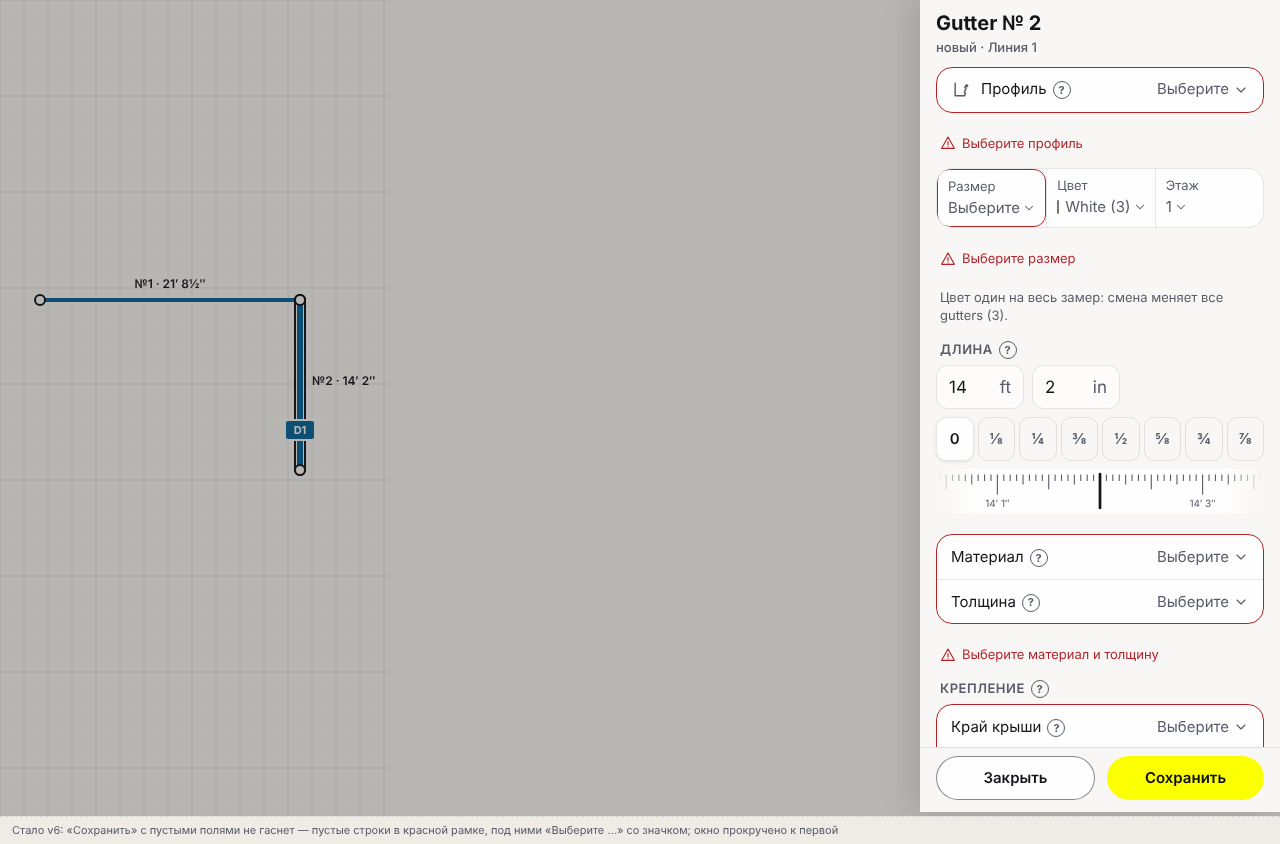 Gutter № 2
новый · Линия 1
Профиль ? Выберите
Выберите профиль
Размер Цвет Этаж
Выберите White (3) 1
Выберите размер
№1 · 21′ 8½″
Цвет один на весь замер: смена меняет все
gutters (3).
ДЛИНА ?
№2 · 14′ 2″
14 ft 2 in
D1
0 ⅛ ¼ ⅜ ½ ⅝ ¾ ⅞
14′ 1″ 14′ 3″
Материал ? Выберите
Толщина ? Выберите
Выберите материал и толщину
КРЕПЛЕНИЕ ?
Край крыши ? Выберите
Закрыть Сохранить
Стало v6: «Сохранить» с пустыми полями не гаснет — пустые строки в красной рамке, под ними «Выберите ...» со значком; окно прокручено к первой